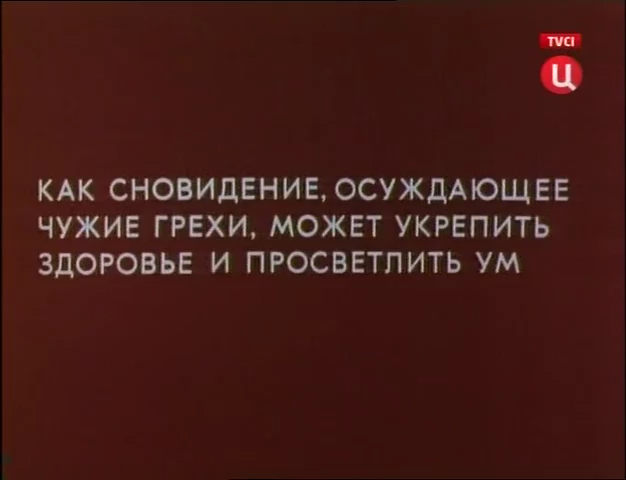 TVCI
Ц
КАК СНОВИДЕНИЕ, ОСУЖДАЮЩЕЕ
ЧУЖИЕ ГРЕХИ, МОЖЕТ УКРЕПИТЬ
ЗДОРОВЬЕ И ПРОСВЕТЛИТЬ УМ